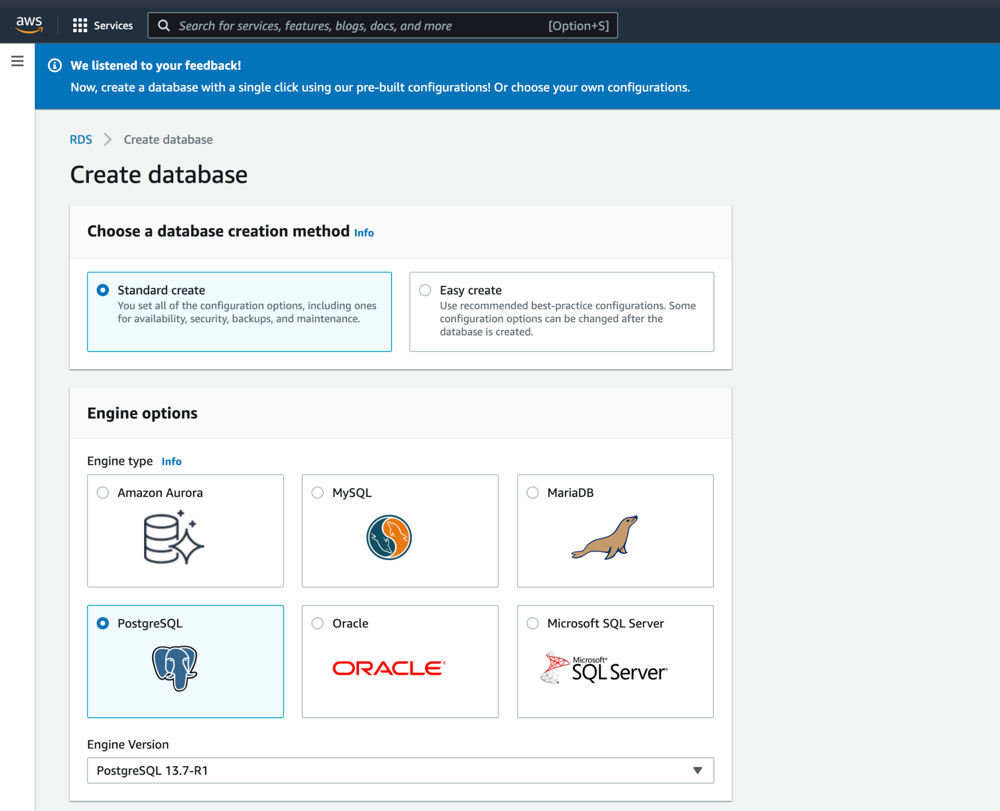 aws
Services
Search for services, features, blogs, docs, and more
[Option+S]
We listened to your feedback!
Now, create a database with a single click using our pre-built configurations! Or choose your own configurations.
RDS
Create database
Create database
Choose a database creation method Info
Standard create
You set all of the configuration options, including ones
for availability, security, backups, and maintenance.
Easy create
Use recommended best-practice configurations. Some
configuration options can be changed after the
database is created.
Engine options
Engine type Info
Amazon Aurora
MySQL
MariaDB
PostgreSQL
Oracle
ORACLE®
Microsoft SQL Server
Microsoft®
SQL Server®
Engine Version
PostgreSQL 13.7-R1